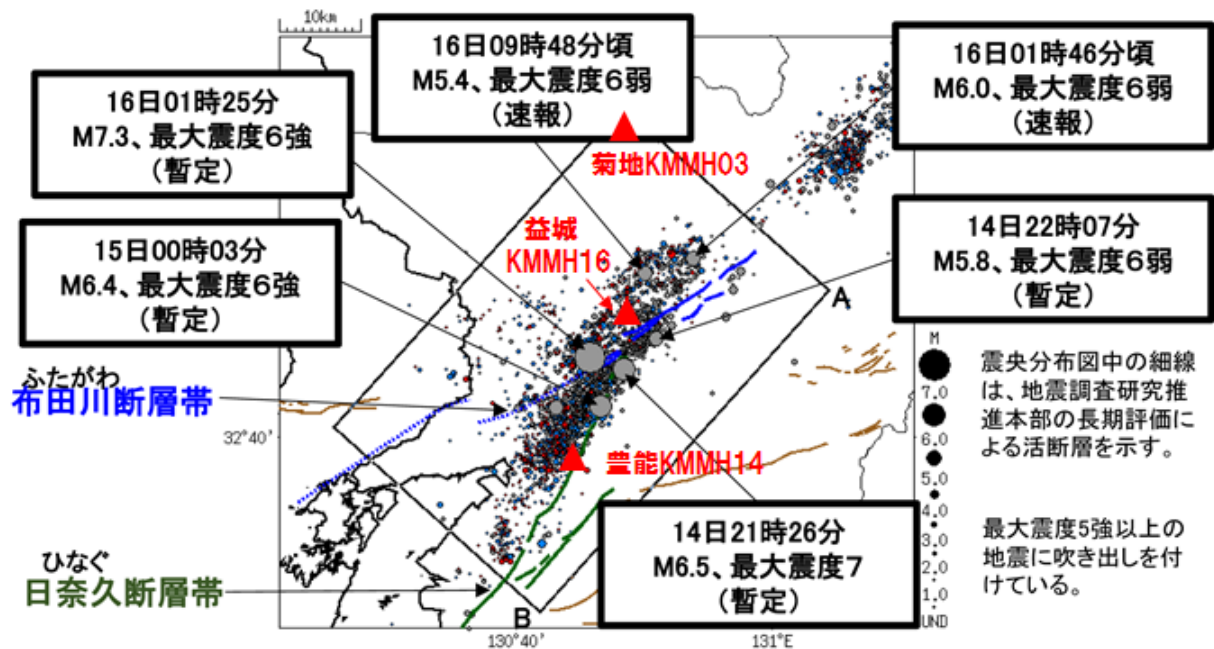 10km
16日09時48分頃
M5.4、最大震度6弱
(速報)
16日01時46分頃
M6.0、最大震度6弱
(速報)
16日01時25分
M7.3、最大震度6強
(暫定)
菊地KMMH03
益城
KMMH16
14日22時07分
M5.8、最大震度6弱
(暫定)
15日00時03分
M6.4、最大震度6強
(暫定)
A
ふたがわ
布田川断層帯
32°40'
豊能KMMH14
M
7.0
6.0
5.0
4.0
3.0
2.0
1.0
UND
震央分布図中の細線
は、地震調査研究推
進本部の長期評価に
よる活断層を示す。
最大震度5強以上の
地震に吹き出しを付
けている。
14日21時26分
M6.5、最大震度7
(暫定)
ひなぐ
日奈久断層帯
B
130°40'
131°E